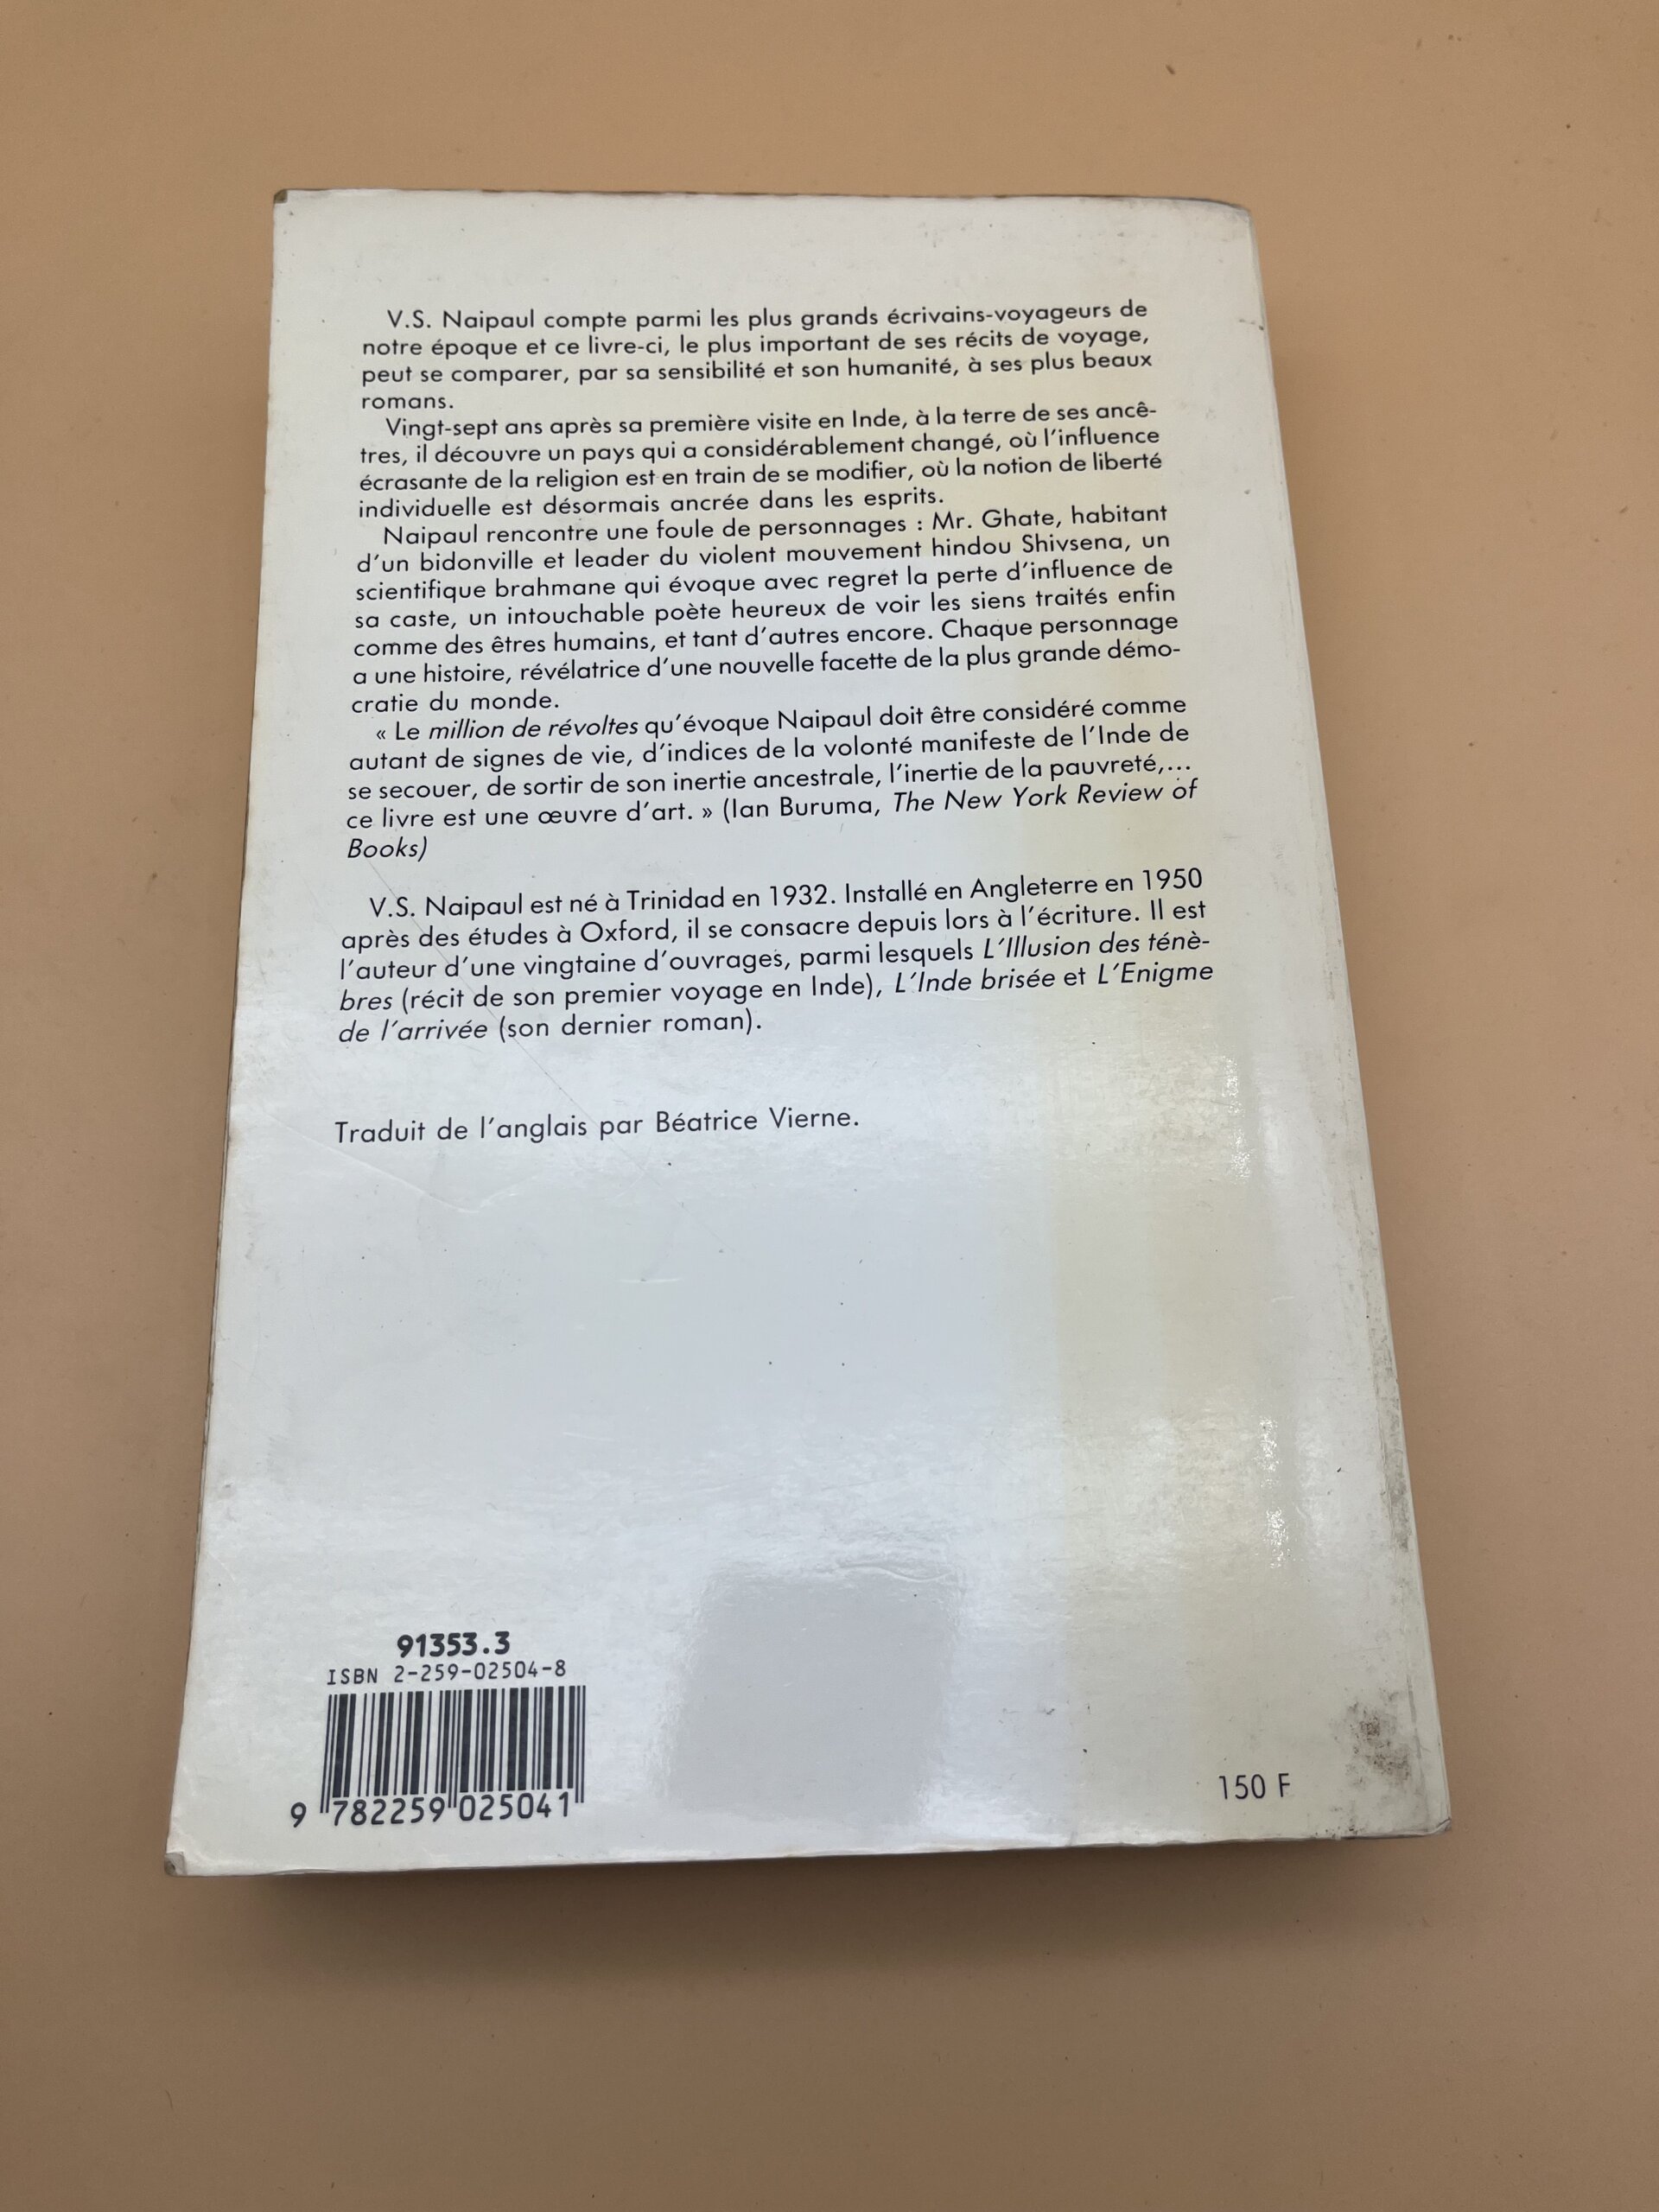 V.S. Naipaul compte parmi les plus grands écrivains-voyageurs de
notre époque et ce livre-ci, le plus important de ses récits de voyage,
peut se comparer, par sa sensibilité et son humanité, à ses plus beaux
romans.
Vingt-sept ans après sa première visite en Inde, à la terre de ses ancê-
tres, il découvre un pays qui a considérablement changé, où l'influence
écrasante de la religion est en train de se modifier, où la notion de liberté
individuelle est désormais ancrée dans les esprits.
Naipaul rencontre une foule de personnages : Mr. Ghate, habitant
d'un bidonville et leader du violent mouvement hindou Shivsena, un
scientifique brahmane qui évoque avec regret la perte d'influence de
sa caste, un intouchable poète heureux de voir les siens traités enfin
comme des êtres humains, et tant d'autres encore. Chaque personnage
a une histoire, révélatrice d'une nouvelle facette de la plus grande démo-
cratie du monde.
« Le million de révoltes qu'évoque Naipaul doit être considéré comme
autant de signes de vie, d'indices de la volonté manifeste de l'Inde de
se secouer, de sortir de son inertie ancestrale, l'inertie de la pauvreté,...
ce livre est une œuvre d'art. » (Ian Buruma, The New York Review of
Books)
V.S. Naipaul est né à Trinidad en 1932. Installé en Angleterre en 1950
après des études à Oxford, il se consacre depuis lors à l'écriture. Il est
l'auteur d'une vingtaine d'ouvrages, parmi lesquels L'Illusion des ténè-
bres (récit de son premier voyage en Inde), L'Inde brisée et L'Enigme
de l'arrivée (son dernier roman).
Traduit de l'anglais par Béatrice Vierne.
91353.3
ISBN 2-259-02504-8
9 782259 025041
150 F